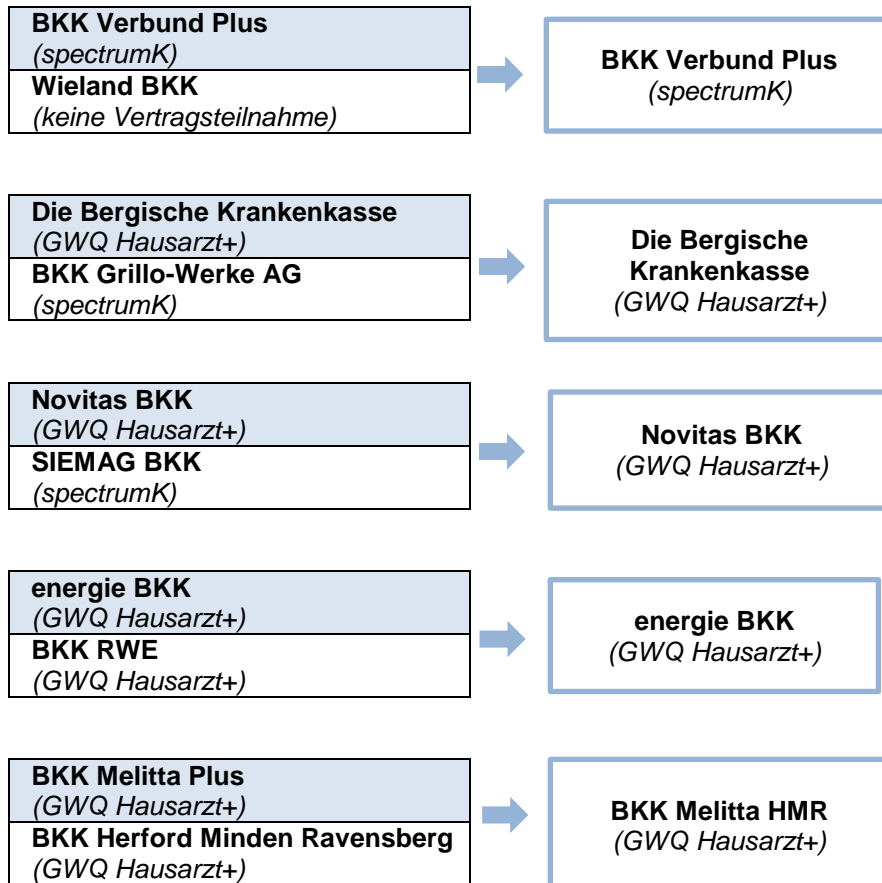 BKK Verbund Plus
(spectrumK)
Wieland BKK
(keine Vertragsteilnahme)
BKK Verbund Plus
(spectrumK)
Die Bergische Krankenkasse
(GWQ Hausarzt+)
BKK Grillo-Werke AG
(spectrumK)
Die Bergische
Krankenkasse
(GWQ Hausarzt+)
Novitas BKK
(GWQ Hausarzt+)
SIEMAG BKK
(spectrumK)
Novitas BKK
(GWQ Hausarzt+)
energie BKK
(GWQ Hausarzt+)
BKK RWE
(GWQ Hausarzt+)
energie BKK
(GWQ Hausarzt+)
BKK Melitta Plus
(GWQ Hausarzt+)
BKK Herford Minden Ravensberg
(GWQ Hausarzt+)
BKK Melitta HMR
(GWQ Hausarzt+)